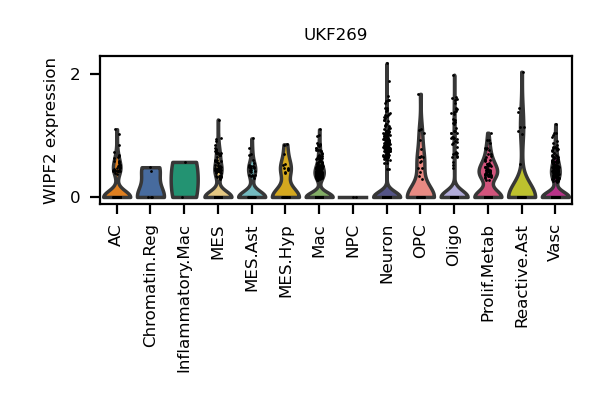 UKF269
WIPF2 expression
2
0
AC
Chromatin.Reg
Inflammatory.Mac
MES
MES.Ast
MES.Hyp
Mac
NPC
Neuron
OPC
Oligo
Prolif.Metab
Reactive.Ast
Vasc